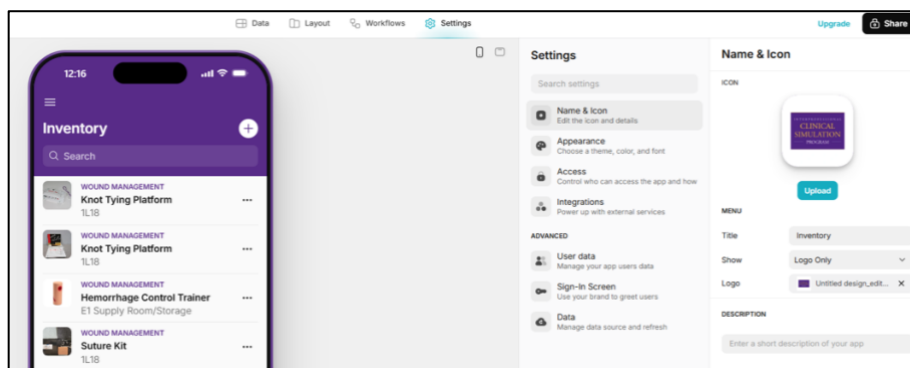 Data
Layout
Workflows
Settings
Upgrade
Share
12:16
Inventory
Search
WOUND MANAGEMENT
Knot Tying Platform
1L18
WOUND MANAGEMENT
Knot Tying Platform
1L18
WOUND MANAGEMENT
Hemorrhage Control Trainer
E1 Supply Room/Storage
WOUND MANAGEMENT
Suture Kit
1L18
Settings
Search settings
Name & Icon
Edit the icon and details
Appearance
Choose a theme, color, and font
Access
Control who can access the app and how
Integrations
Power up with external services
ADVANCED
User data
Manage your app users data
Sign-In Screen
Use your brand to greet users
Data
Manage data source and refresh
Name & Icon
ICON
CLINICAL
SIMULATION
PROGRAM
Upload
MENU
Title
Inventory
Show
Logo Only
Logo
Untitled design_edit...
DESCRIPTION
Enter a short description of your app